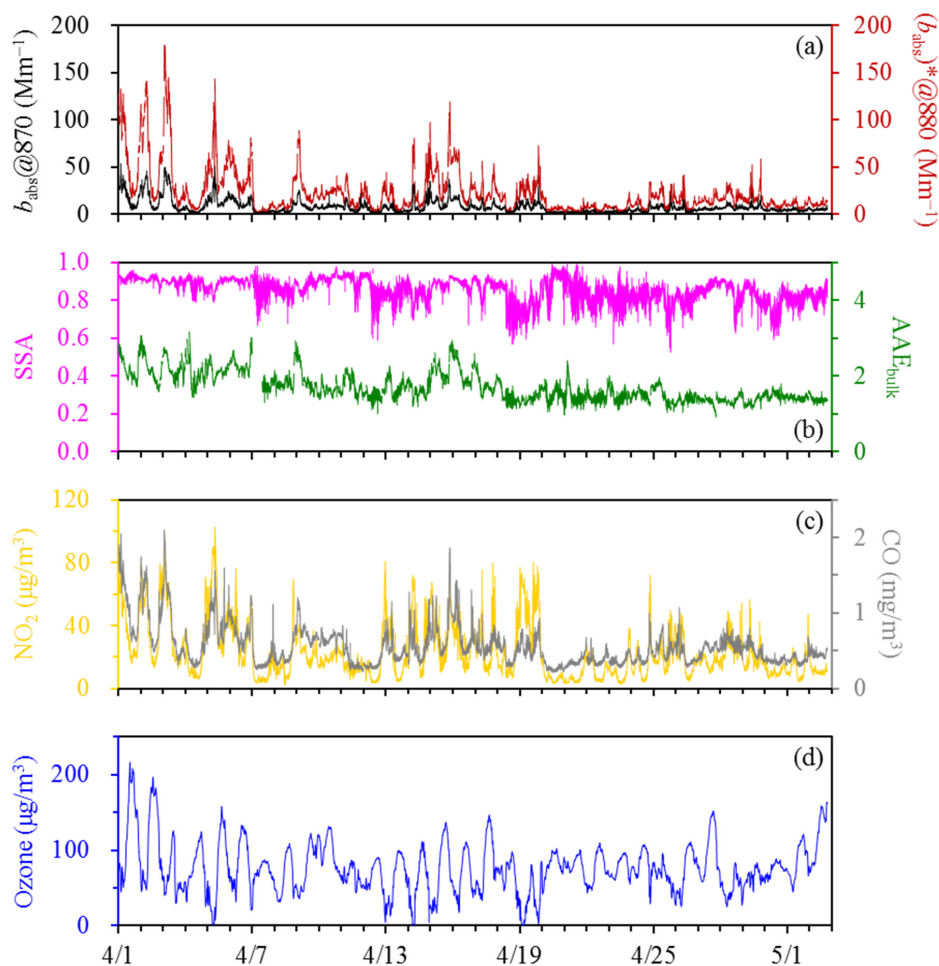 (a)
b_abs@870 (Mm⁻¹)
200
150
100
50
0
200
150
100
50
0
(b_abs)*@880 (Mm⁻¹)
(b)
SSA
1.0
0.8
0.6
0.4
0.2
0.0
4
2
0
AAE_bulk
(c)
NO₂ (μg/m³)
120
80
40
0
2
1
0
CO (mg/m³)
(d)
Ozone (μg/m³)
200
100
0
4/1 4/7 4/13 4/19 4/25 5/1